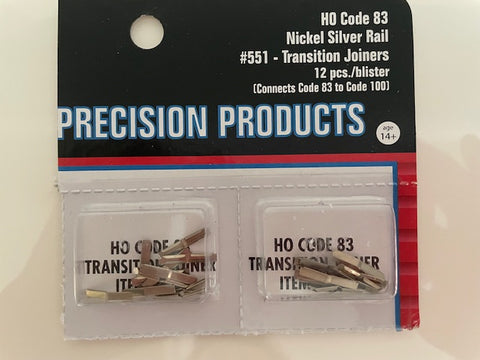 HO Code 83
Nickel Silver Rail
#551 - Transition Joiners
12 pcs./blister
(Connects Code 83 to Code 100)
PRECISION PRODUCTS
age
14+
HO CODE
TRANSITION JOINER
ITEM
HO CODE 83
TRANSITION JOINER
ITEM